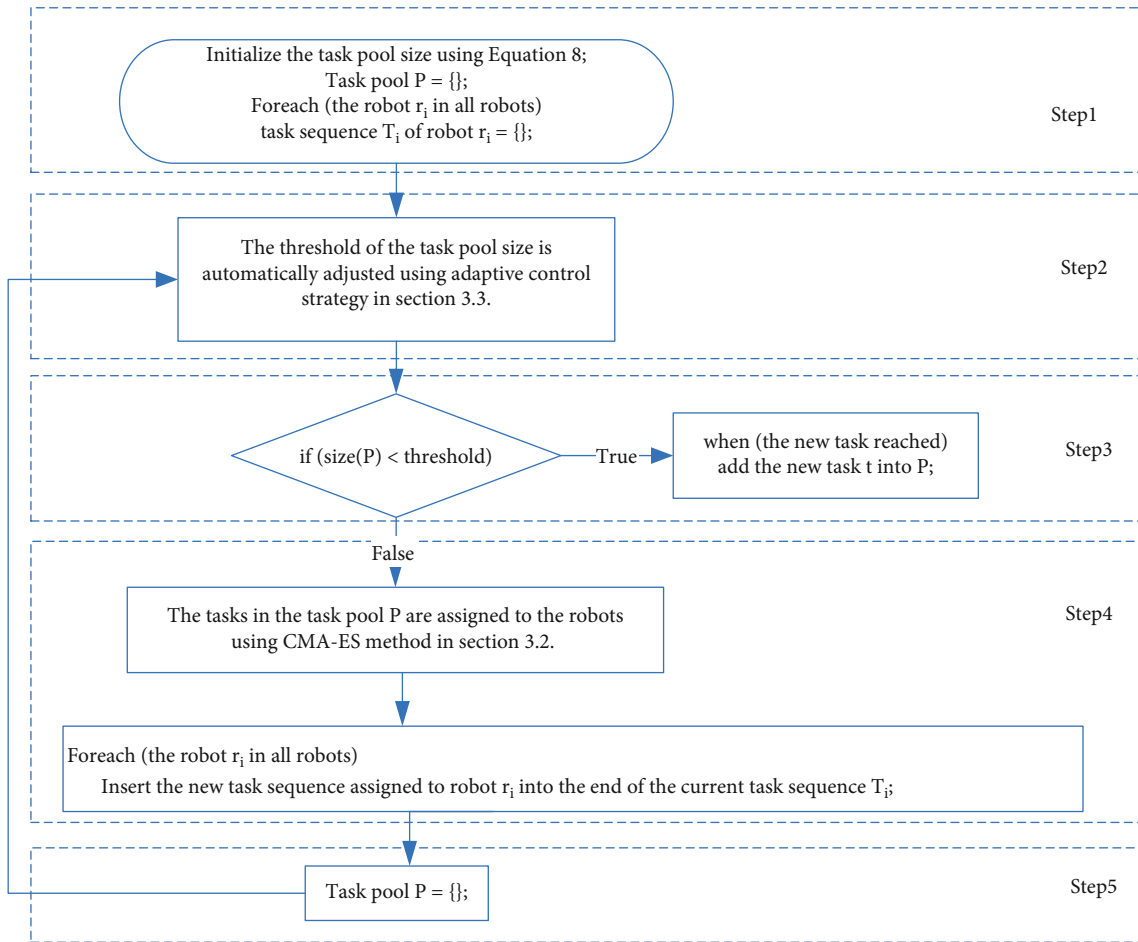 Initialize the task pool size using Equation 8;
Task pool P = {};
Foreach (the robot rᵢ in all robots)
task sequence Tᵢ of robot rᵢ = {};
Step1
The threshold of the task pool size is
automatically adjusted using adaptive control
strategy in section 3.3.
Step2
if (size(P) < threshold)
True
when (the new task reached)
add the new task t into P;
Step3
False
The tasks in the task pool P are assigned to the robots
using CMA-ES method in section 3.2.
Step4
Foreach (the robot rᵢ in all robots)
Insert the new task sequence assigned to robot rᵢ into the end of the current task sequence Tᵢ;
Task pool P = {};
Step5